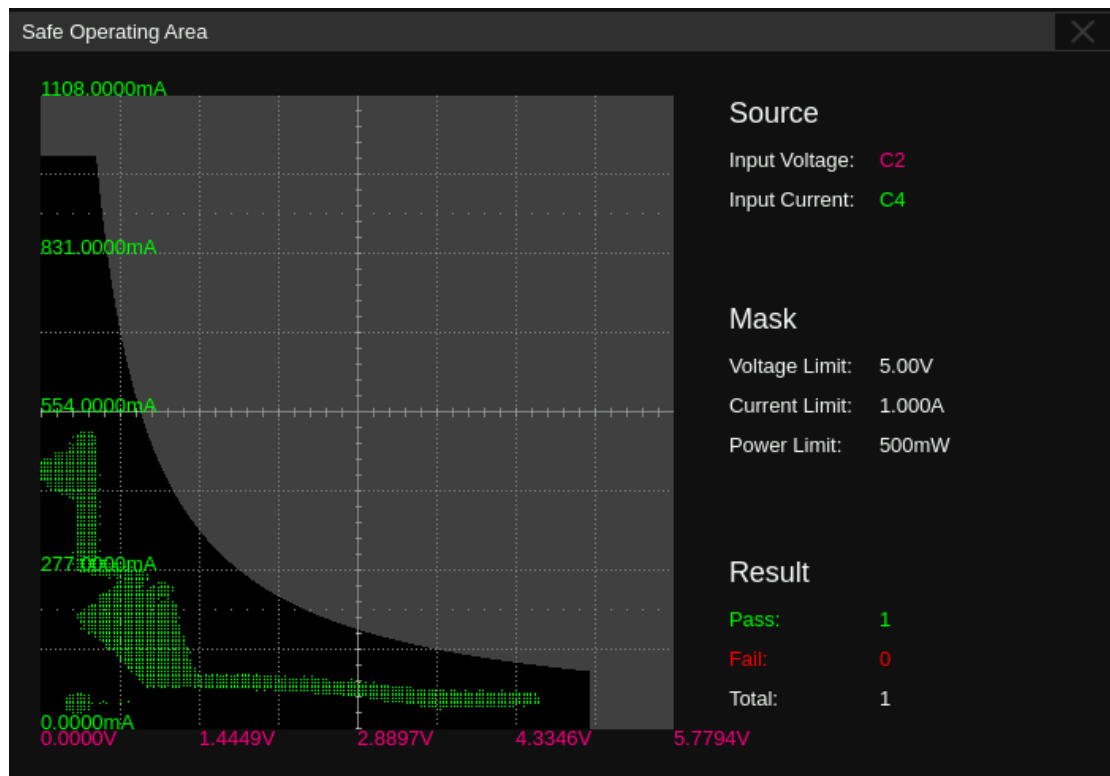 Safe Operating Area
1108.0000mA
831.0000mA
554.0000mA
277.0000mA
0.0000mA
0.0000V 1.4449V 2.8897V 4.3346V 5.7794V
Source
Input Voltage: C2
Input Current: C4
Mask
Voltage Limit: 5.00V
Current Limit: 1.000A
Power Limit: 500mW
Result
Pass: 1
Fail: 0
Total: 1